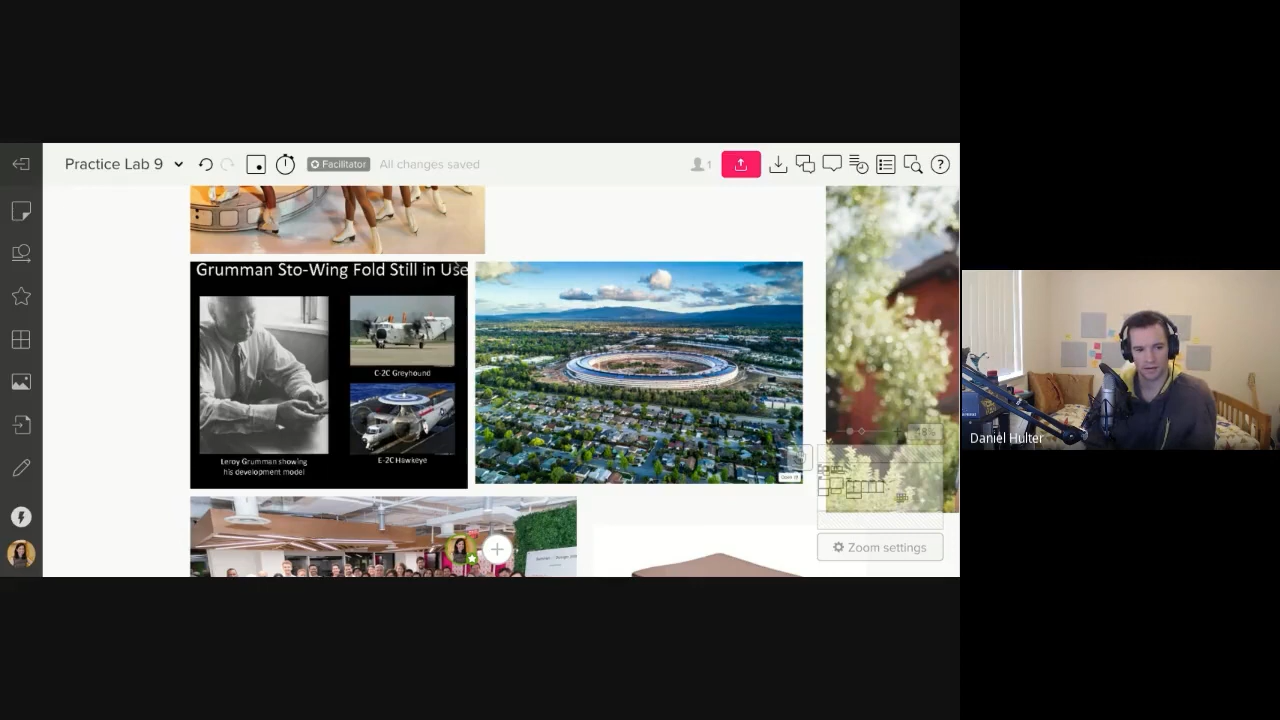 Practice Lab 9
Facilitator
All changes saved
1
Grumman Sto-Wing Fold Still in Use
C-2C Greyhound
Leroy Grumman showing
his development model
E-2C Hawkeye
Zoom settings
Daniel Hulter